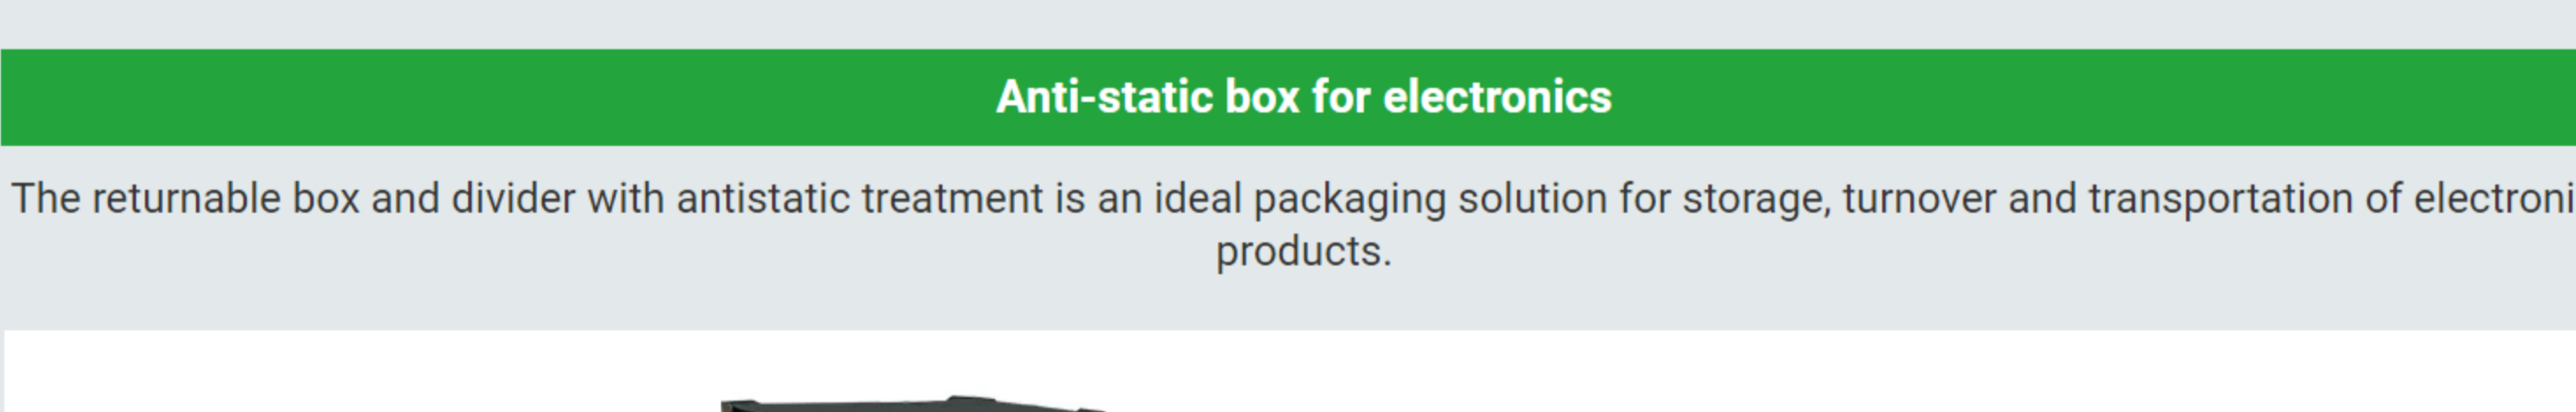 Anti-static box for electronics
The returnable box and divider with antistatic treatment is an ideal packaging solution for storage, turnover and transportation of electroni
products.